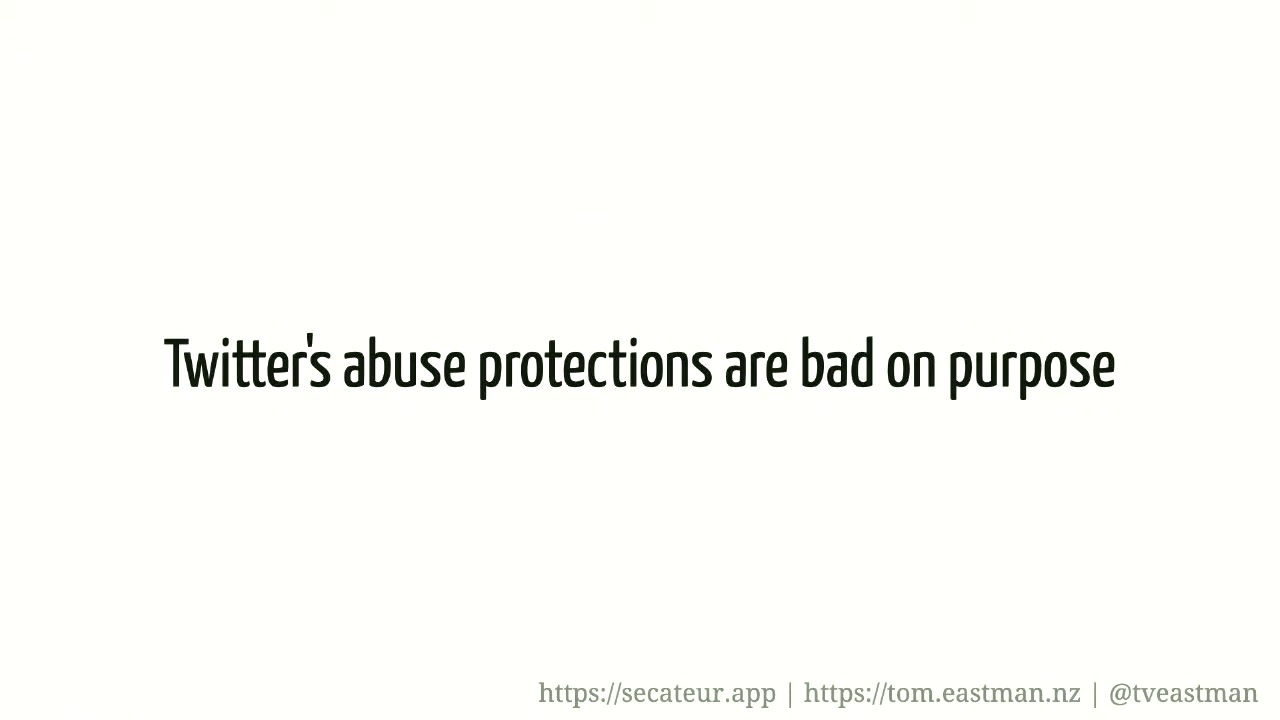 Twitter's abuse protections are bad on purpose
https://secateur.app | https://tom.eastman.nz | @tveastman